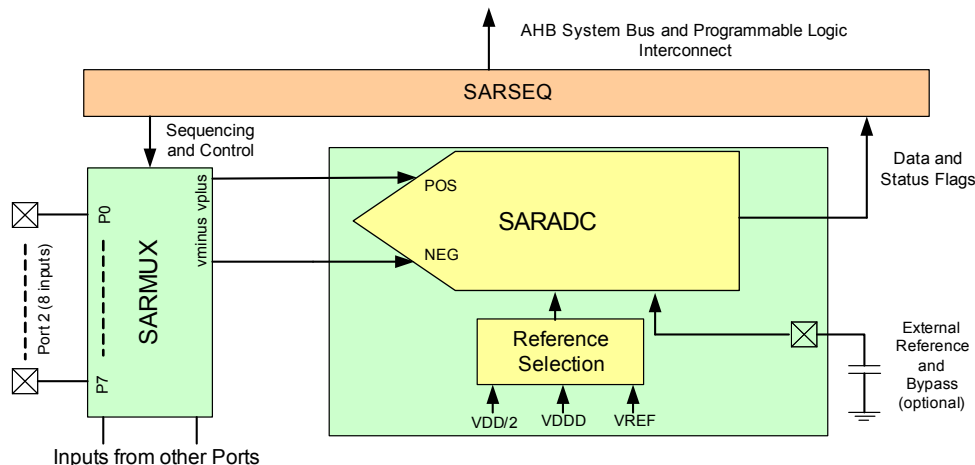 AHB System Bus and Programmable Logic
Interconnect
SARSEQ
Sequencing
and Control
Data and
Status Flags
vminus vplus
POS
NEG
SARADC
P0
P7
Port 2 (8 inputs)
SARMUX
Reference
Selection
VDD/2
VDDD
VREF
External
Reference
and
Bypass
(optional)
Inputs from other Ports